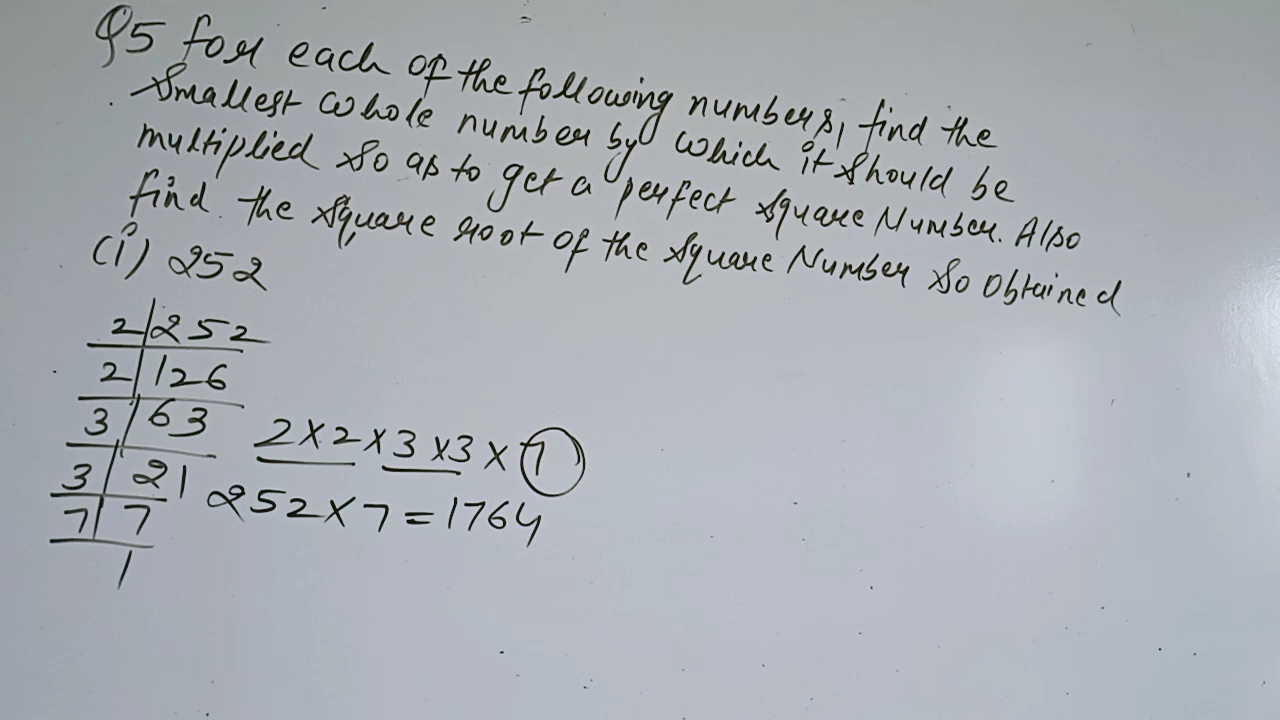 Q5 for each of the following numbers, find the
smallest whole number by which it should be
multiplied so as to get a perfect square Number. Also
find the square root of the square Number so obtained
(i) 252
2|252
2|126
3|63
3|21
7|7
1
2×2×3×3×7
252×7=1764